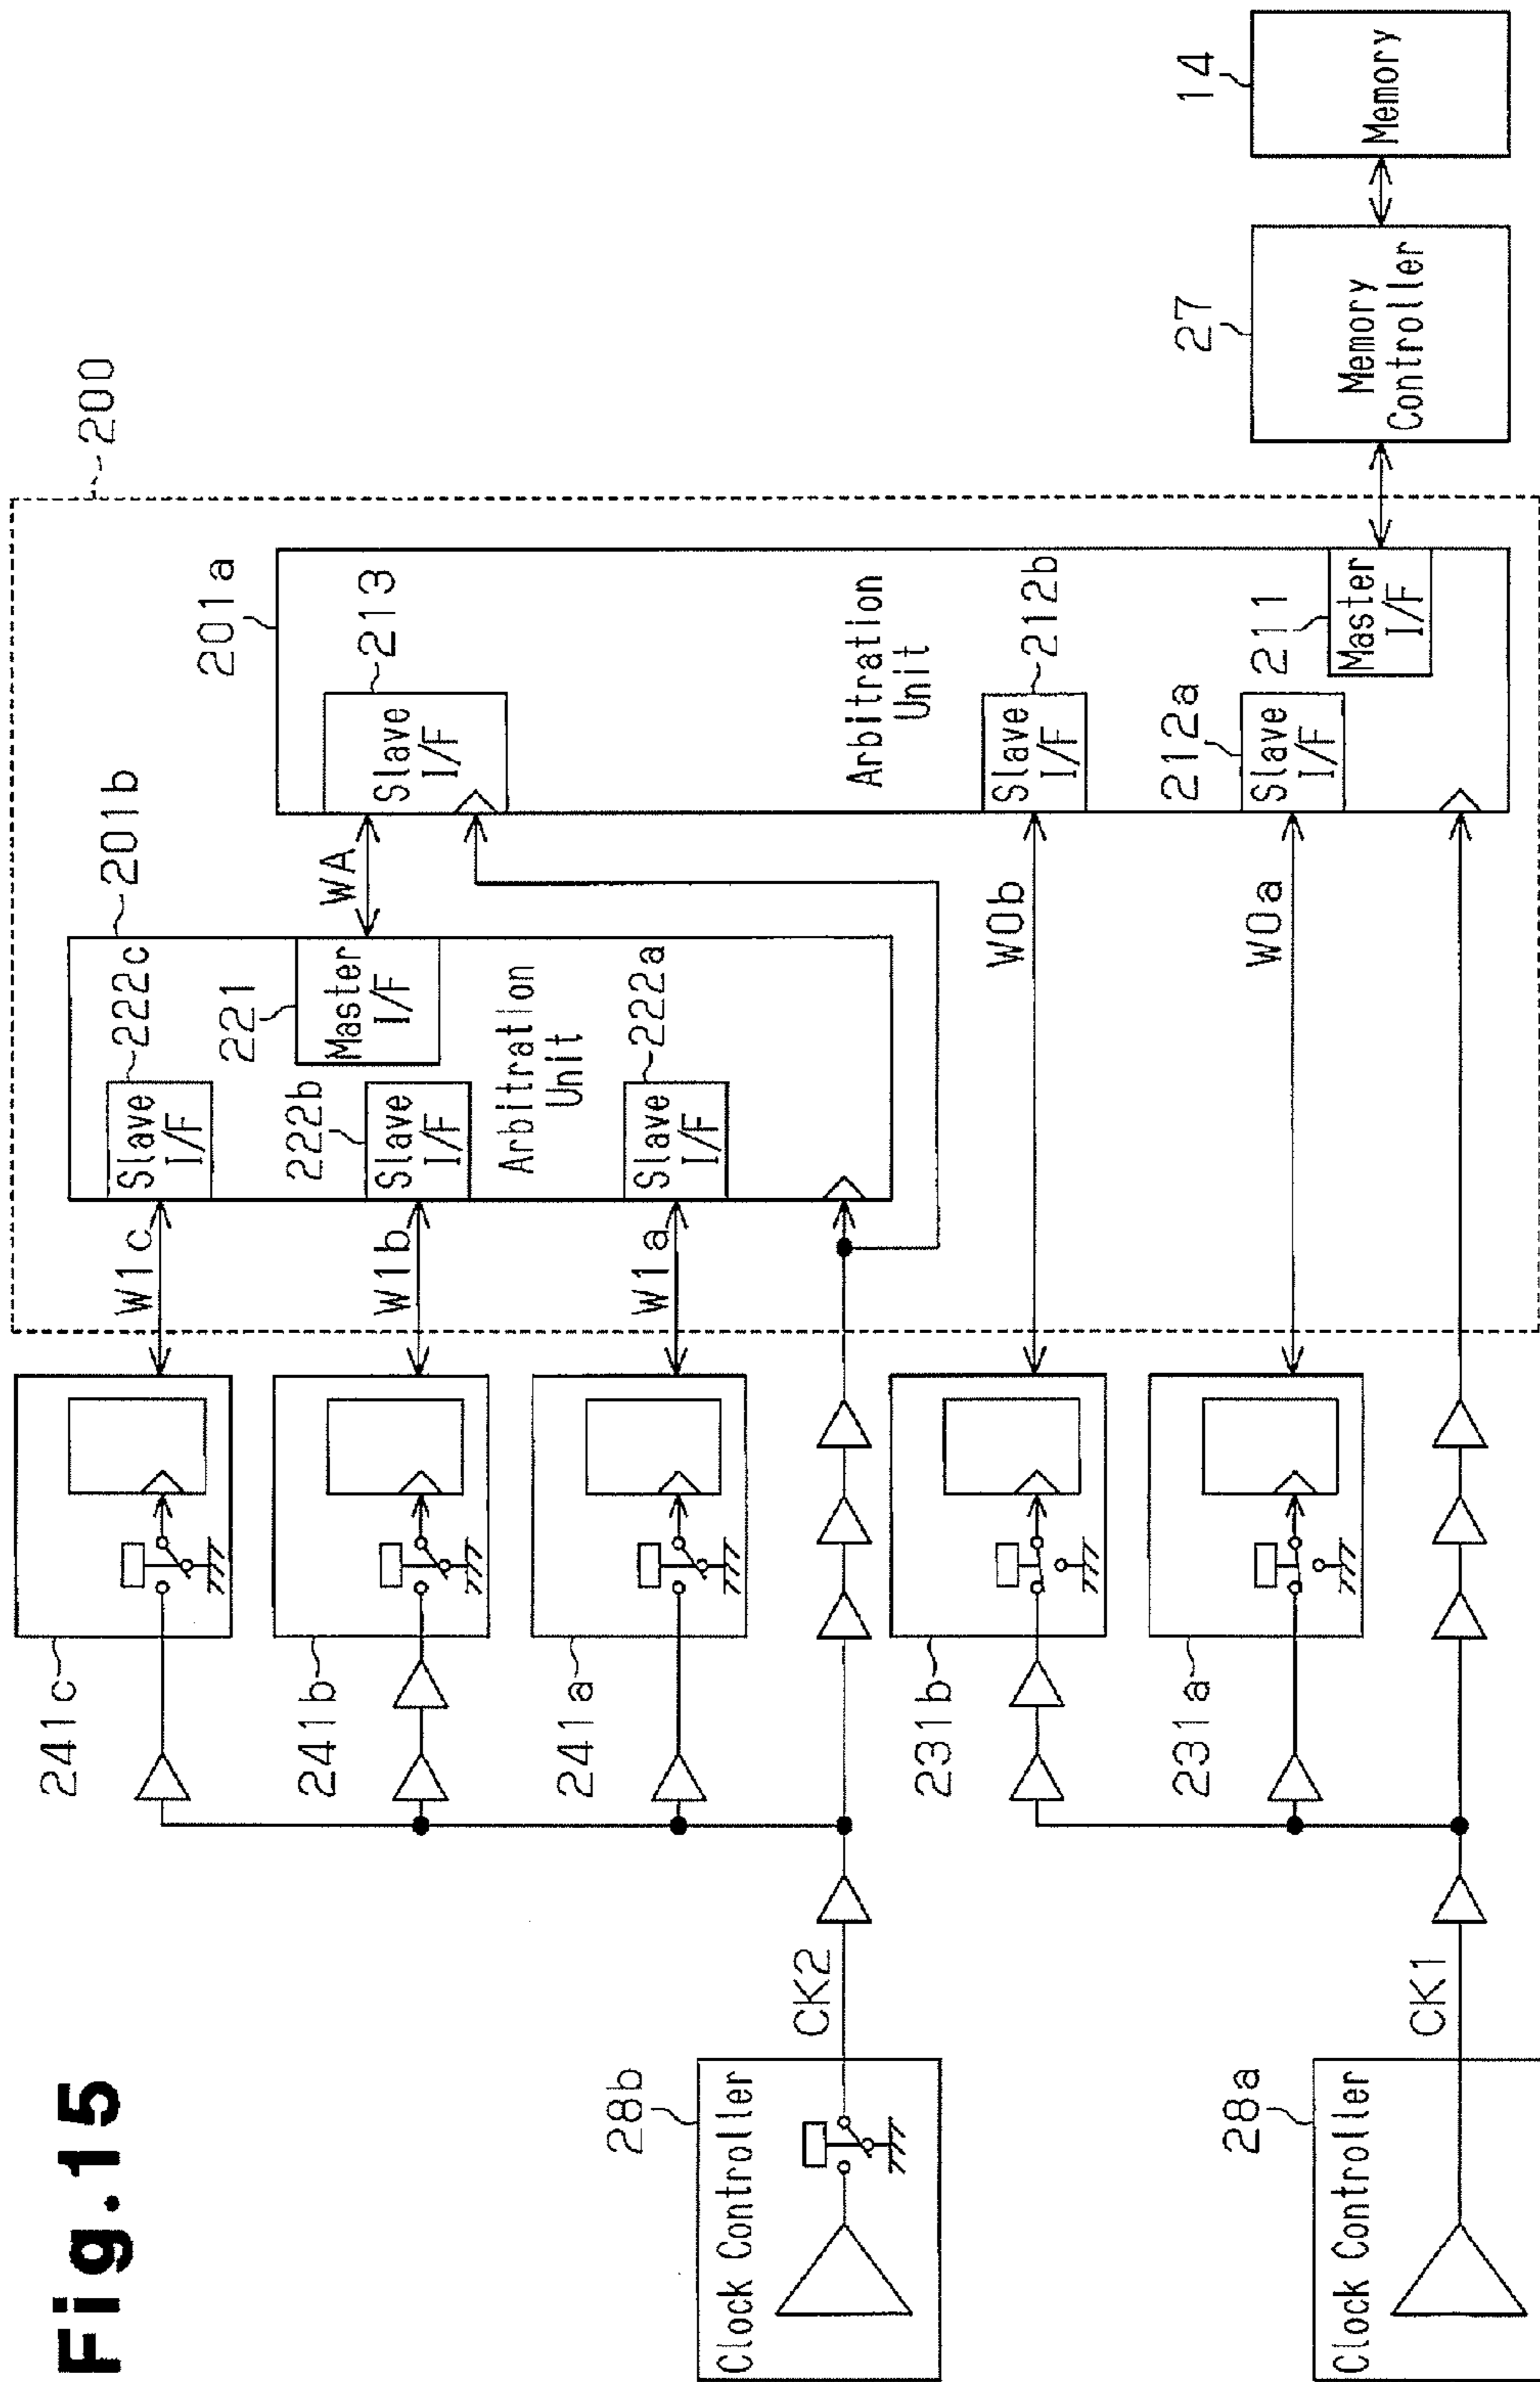 Fig.15
28b
Clock Controller
CK2
28a
Clock Controller
CK1
241c
241b
241a
231b
231a
W1c
W1b
W1a
W0b
W0a
200
201b
222c
Slave
I/F
222b
Slave
I/F
222a
Slave
I/F
221
Master
I/F
Arbitration
Unit
WA
201a
213
Slave
I/F
Arbitration
Unit
212b
Slave
I/F
212a
Slave
I/F
211
Master
I/F
27
Memory
Controller
14
Memory